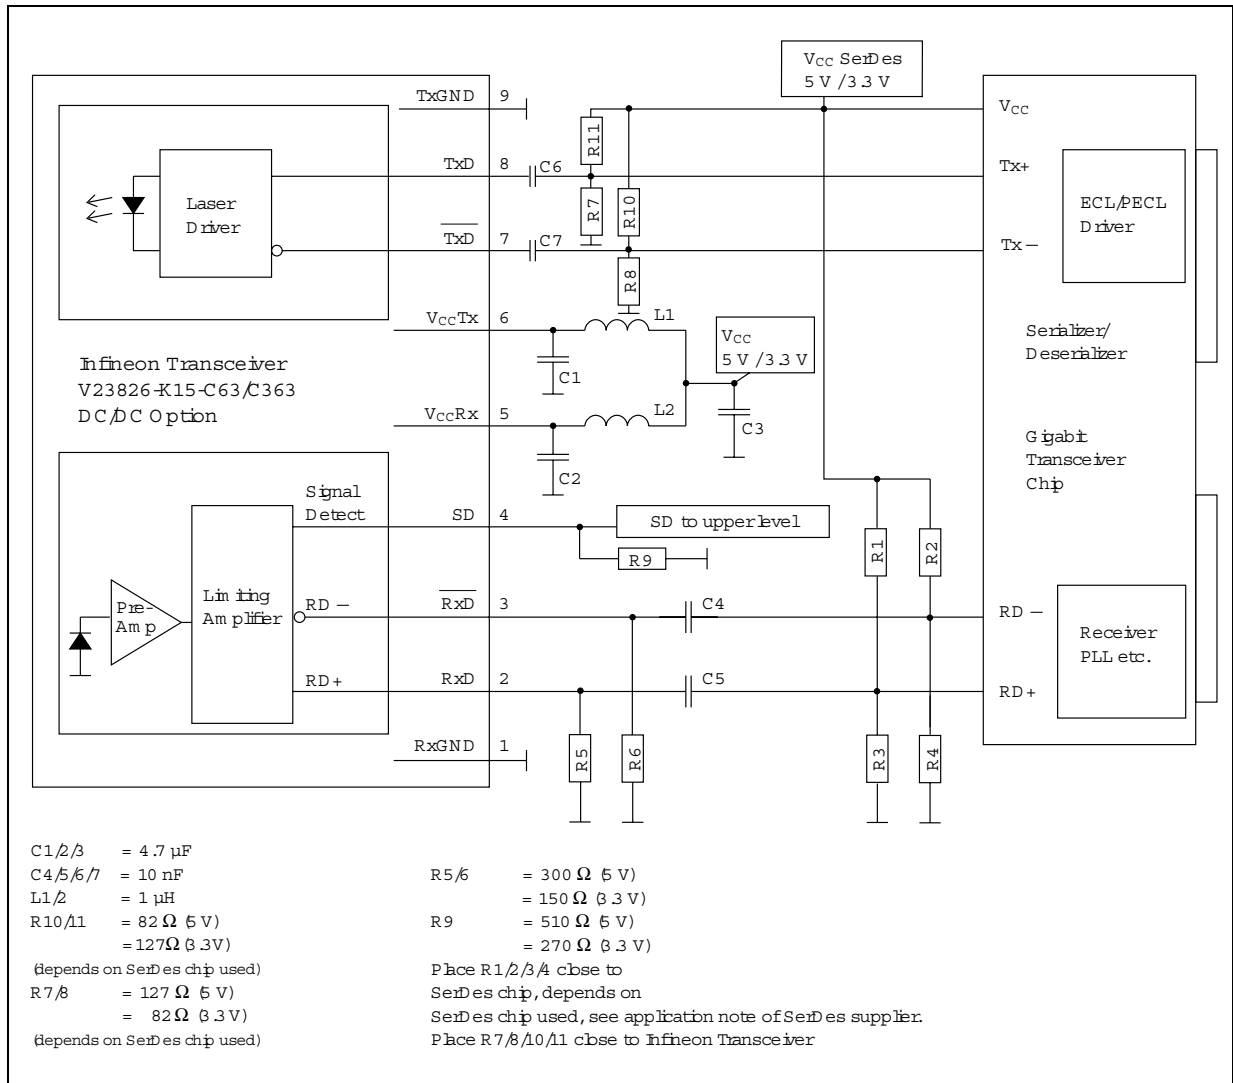 VCC SerDes
5 V / 3.3 V
TxGND 9
VCC
R11
TxD 8 C6
Tx+
Laser
Driver
R7
R10
ECL/PECL
Driver
TxD 7 C7
Tx –
R8
VCCTx 6 L1
VCC
5 V / 3.3 V
Serializer/
Deserializer
Infineon Transceiver
V23826-K15-C63/C363
DC/DC Option
C1
VCCRx 5 L2
C3
C2
Gigabit
Transceiver
Chip
Signal
Detect
SD 4
SD to upper level
R9
R1
R2
Pre-
Amp
Limiting
Amplifier
RD –
RxD 3 C4
RD –
Receiver
PLL etc.
RD+
RxD 2 C5
RD+
RxGND 1
R5
R6
R3
R4
C1/2/3 = 4.7 µF
C4/5/6/7 = 10 nF
L1/2 = 1 µH
R10/11 = 82 Ω (5 V)
= 127Ω (3.3V)
(depends on SerDes chip used)
R7/8 = 127 Ω (5 V)
= 82 Ω (3.3 V)
(depends on SerDes chip used)
R5/6 = 300 Ω (5 V)
= 150 Ω (3.3 V)
R9 = 510 Ω (5 V)
= 270 Ω (3.3 V)
Place R1/2/3/4 close to
SerDes chip, depends on
SerDes chip used, see application note of SerDes supplier.
Place R7/8/10/11 close to Infineon Transceiver